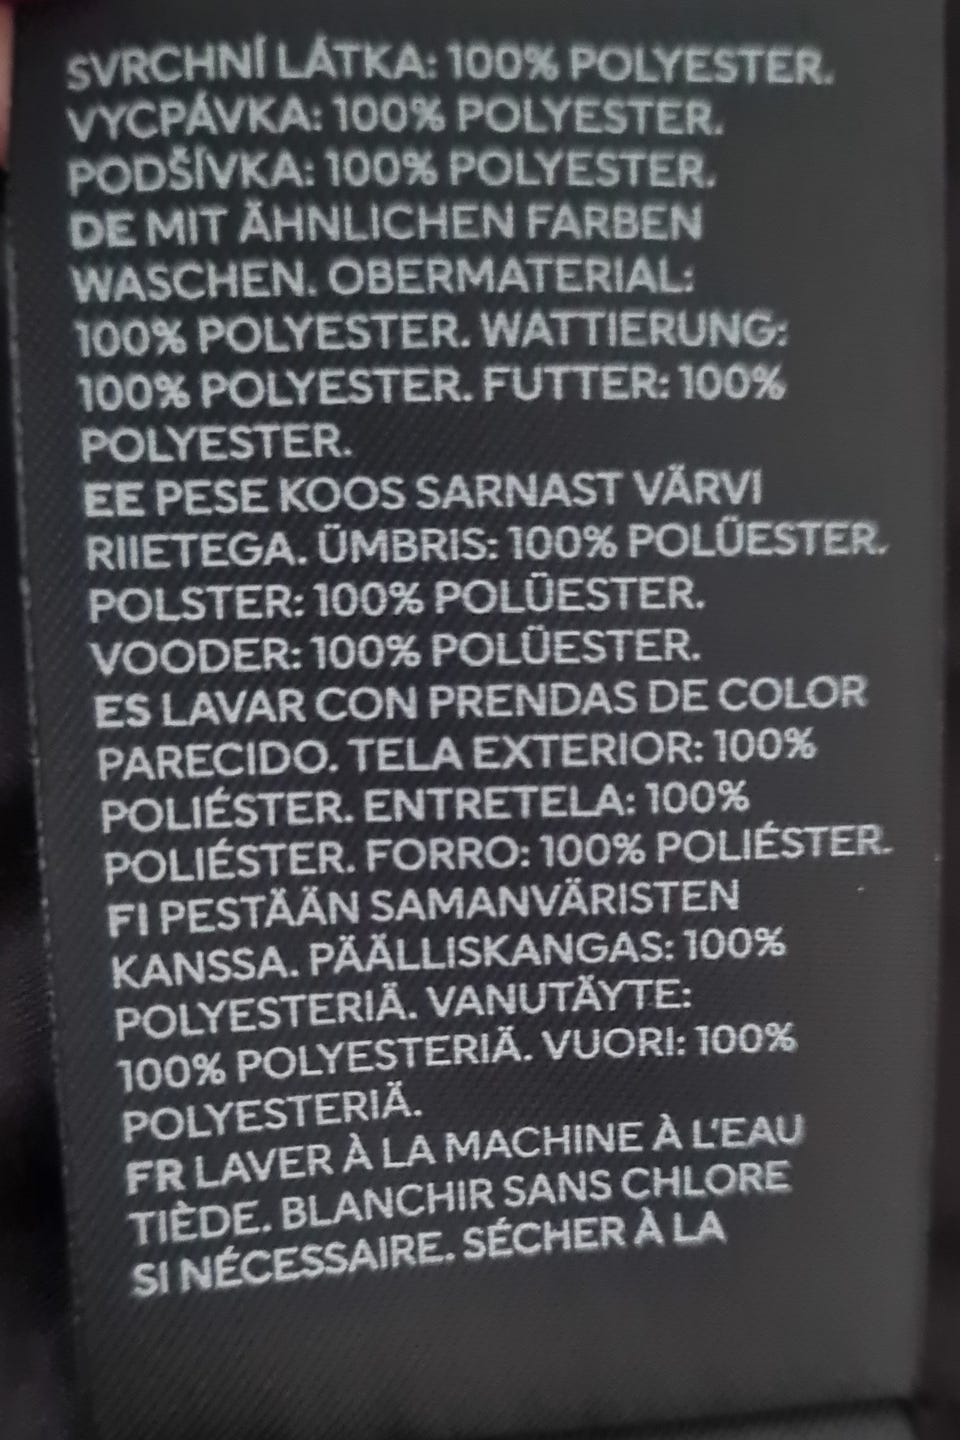 SVRCHNÍ LÁTKA: 100% POLYESTER.
VYCPÁVKA: 100% POLYESTER.
PODŠÍVKA: 100% POLYESTER.
DE MIT ÄHNLICHEN FARBEN
WASCHEN. OBERMATERIAL:
100% POLYESTER. WATTIERUNG:
100% POLYESTER. FUTTER: 100%
POLYESTER.
EE PESE KOOS SARNAST VÄRVI
RIIETEGA. ÜMBRIS: 100% POLÜESTER.
POLSTER: 100% POLÜESTER.
VOODER: 100% POLÜESTER.
ES LAVAR CON PRENDAS DE COLOR
PARECIDO. TELA EXTERIOR: 100%
POLIÉSTER. ENTRETELA: 100%
POLIÉSTER. FORRO: 100% POLIÉSTER.
FI PESTÄÄN SAMANVÄRISTEN
KANSSA. PÄÄLLISKANGAS: 100%
POLYESTERIÄ. VANUTÄYTE:
100% POLYESTERIÄ. VUORI: 100%
POLYESTERIÄ.
FR LAVER À LA MACHINE À L'EAU
TIÈDE. BLANCHIR SANS CHLORE
SI NÉCESSAIRE. SÉCHER À LA